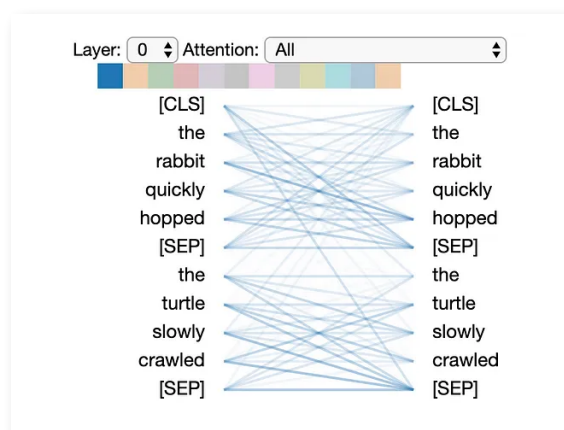 Layer: 0 Attention: All
[CLS] [CLS]
the the
rabbit rabbit
quickly quickly
hopped hopped
[SEP] [SEP]
the the
turtle turtle
slowly slowly
crawled crawled
[SEP] [SEP]